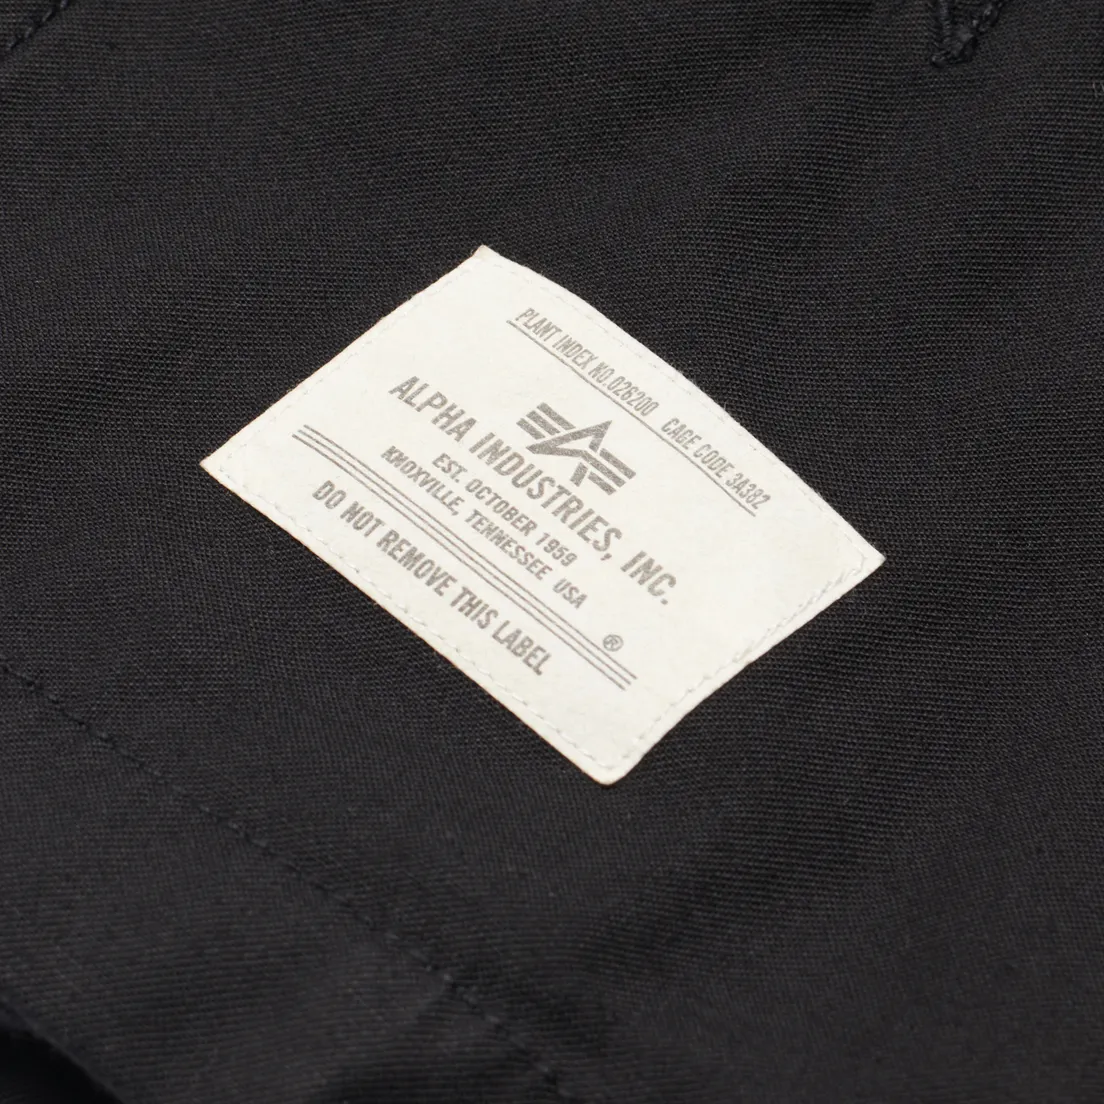 PLANT INDEX NO.026200 CAGE CODE 3A382
ALPHA INDUSTRIES, INC.
EST. OCTOBER 1959
KNOXVILLE, TENNESSEE USA
®
DO NOT REMOVE THIS LABEL